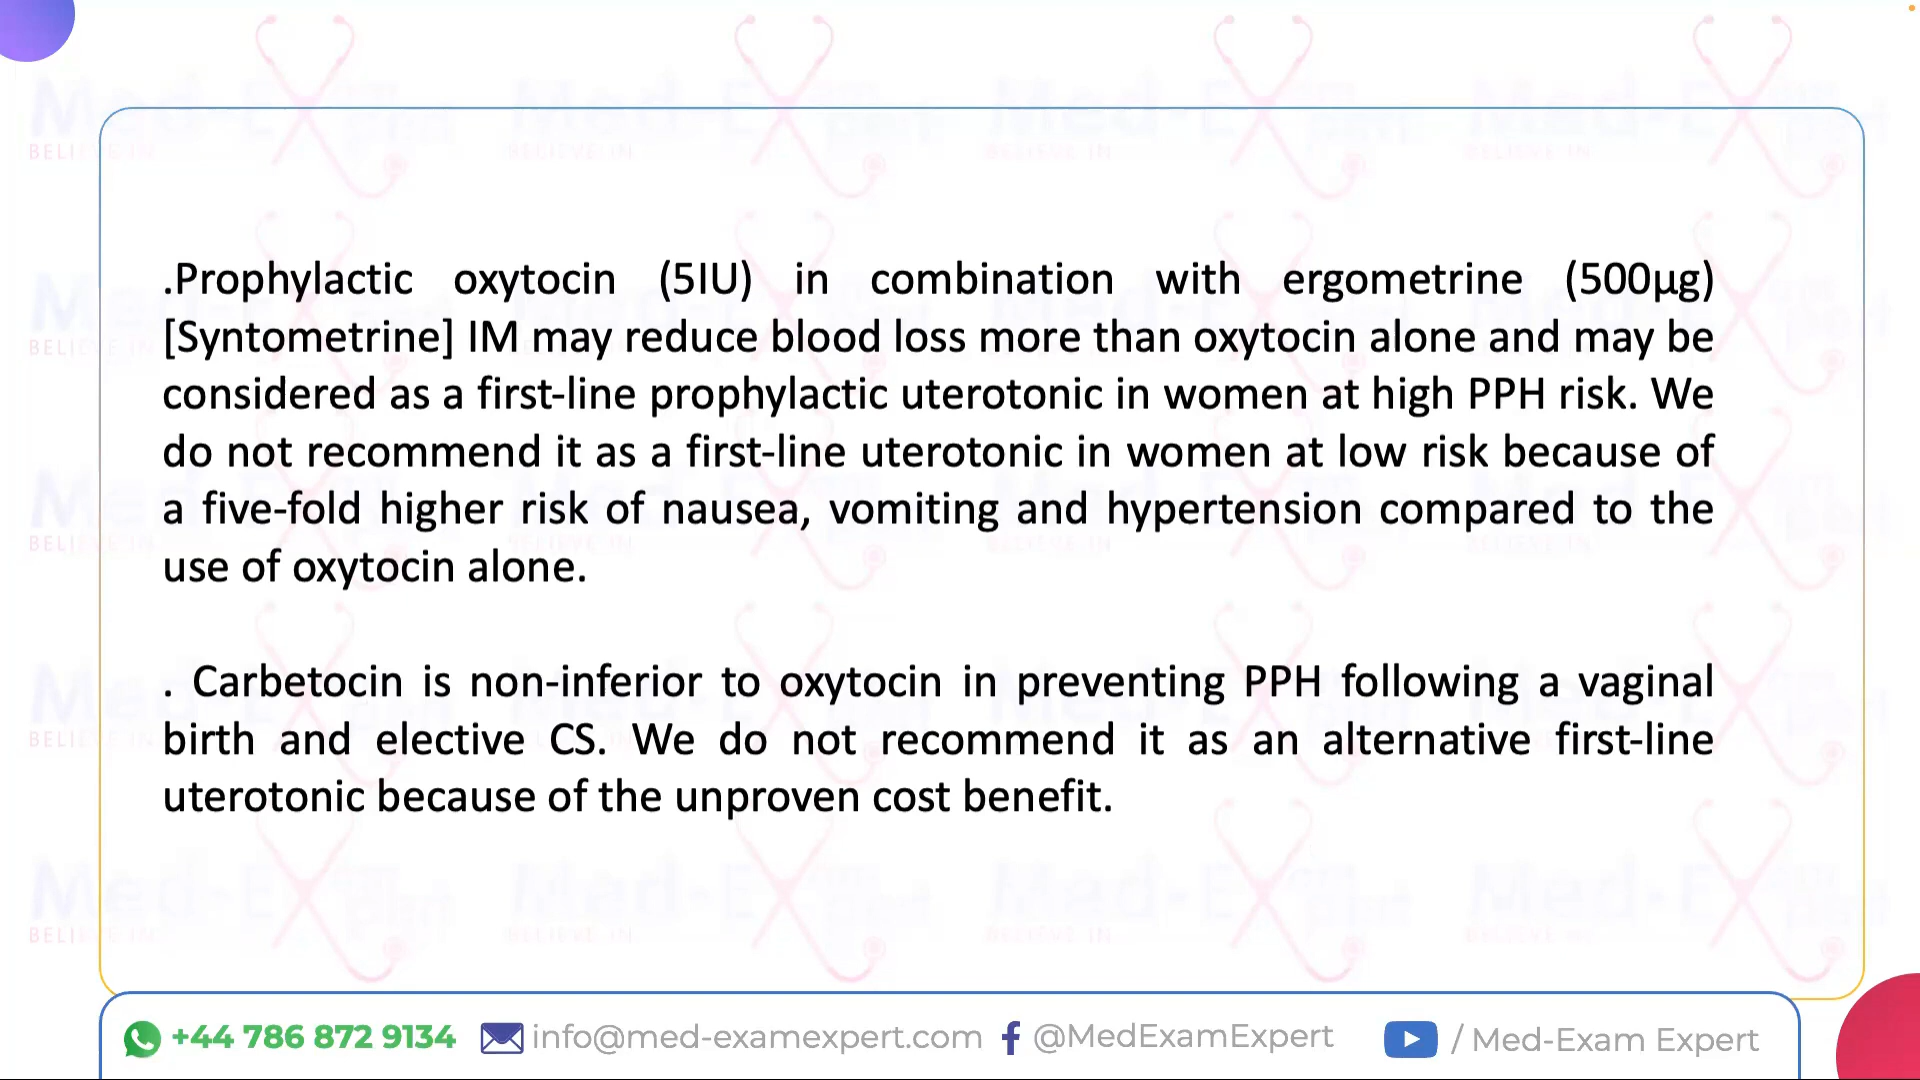 .Prophylactic oxytocin (5IU) in combination with ergometrine (500µg)
[Syntometrine] IM may reduce blood loss more than oxytocin alone and may be
considered as a first-line prophylactic uterotonic in women at high PPH risk. We
do not recommend it as a first-line uterotonic in women at low risk because of
a five-fold higher risk of nausea, vomiting and hypertension compared to the
use of oxytocin alone.
. Carbetocin is non-inferior to oxytocin in preventing PPH following a vaginal
birth and elective CS. We do not recommend it as an alternative first-line
uterotonic because of the unproven cost benefit.
+44 786 872 9134 info@med-examexpert.com @MedExamExpert / Med-Exam Expert